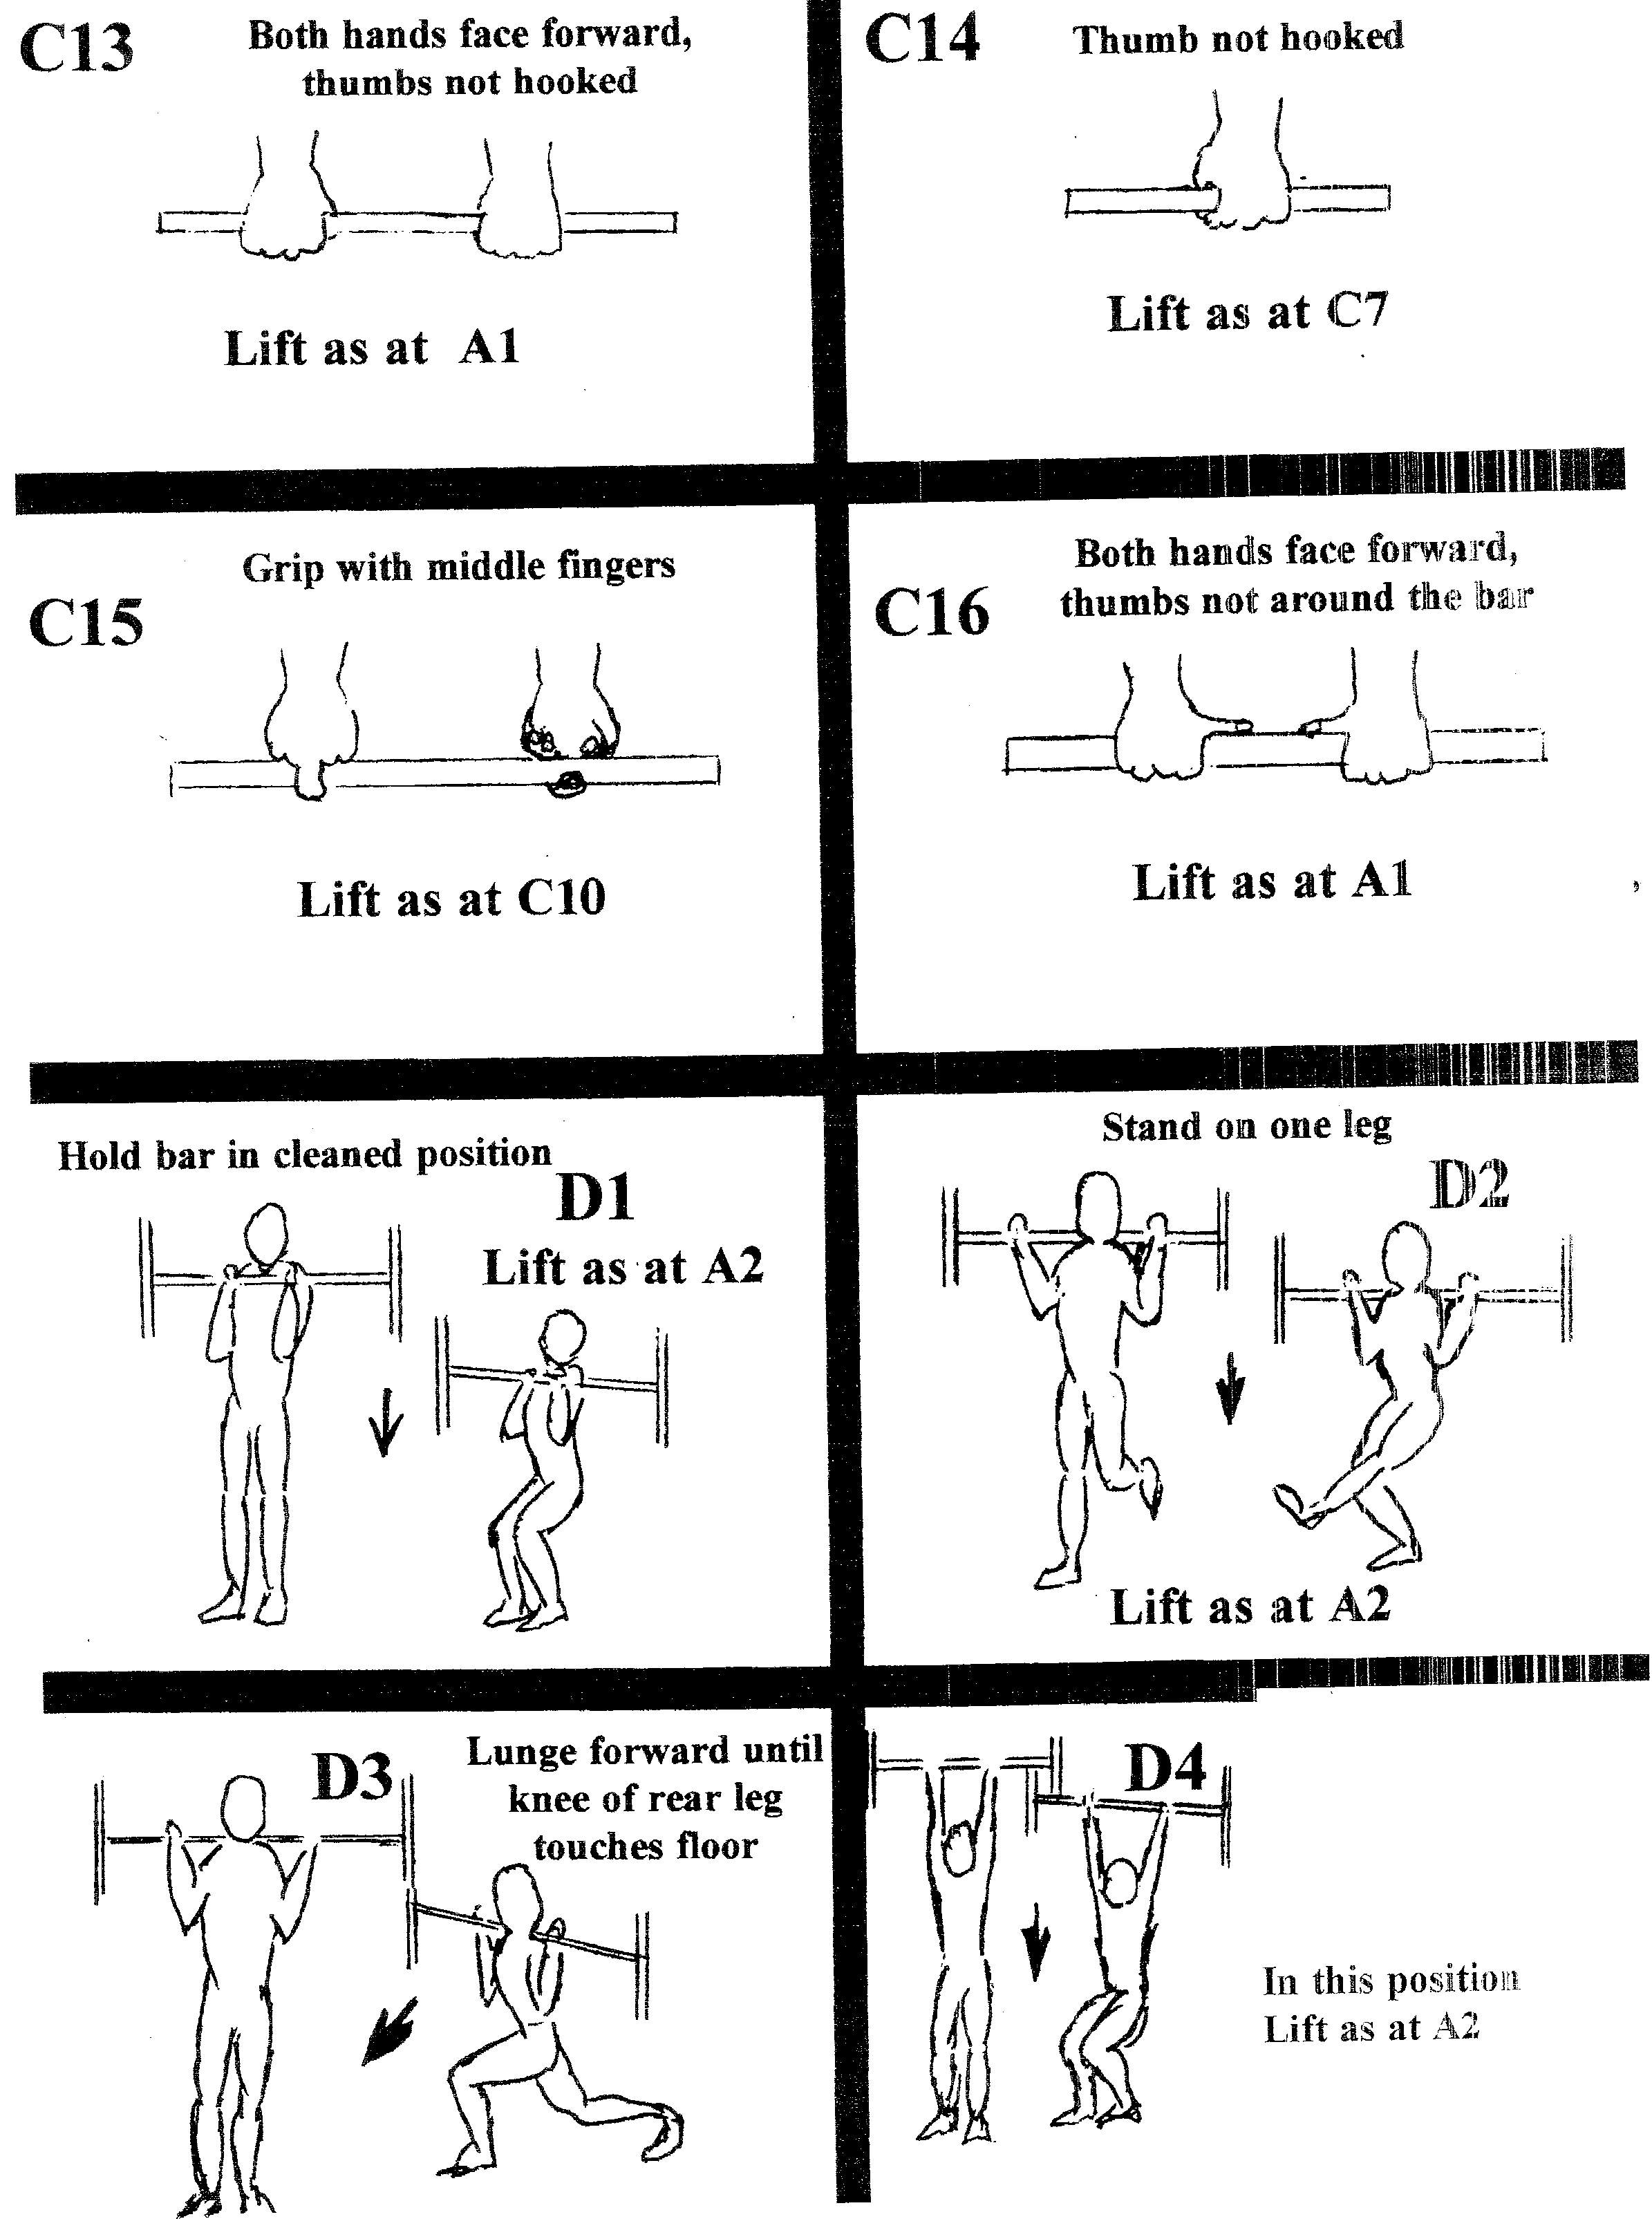 C13
Both hands face forward,
thumbs not hooked
Lift as at A1
C14
Thumb not hooked
Lift as at C7
Grip with middle fingers
C15
Lift as at C10
Both hands face forward,
thumbs not around the bar
C16
Lift as at A1
Hold bar in cleaned position
D1
Lift as at A2
Stand on one leg
D2
Lift as at A2
D3
Lunge forward until
knee of rear leg
touches floor
D4
In this position
Lift as at A2